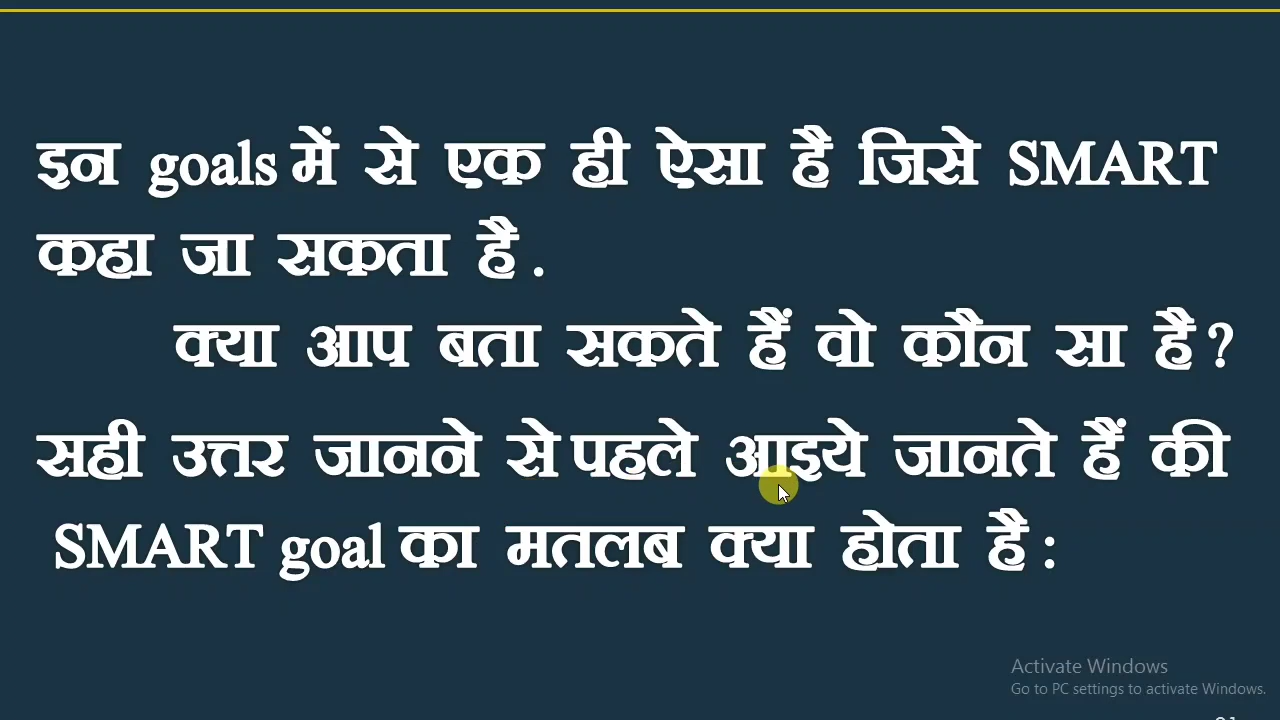 इन goals में से एक ही ऐसा है जिसे SMART
कहा जा सकता है .
क्या आप बता सकते हैं वो कौन सा है ?
सही उत्तर जानने से पहले आइये जानते हैं की
SMART goal का मतलब क्या होता है :
Activate Windows
Go to PC settings to activate Windows.